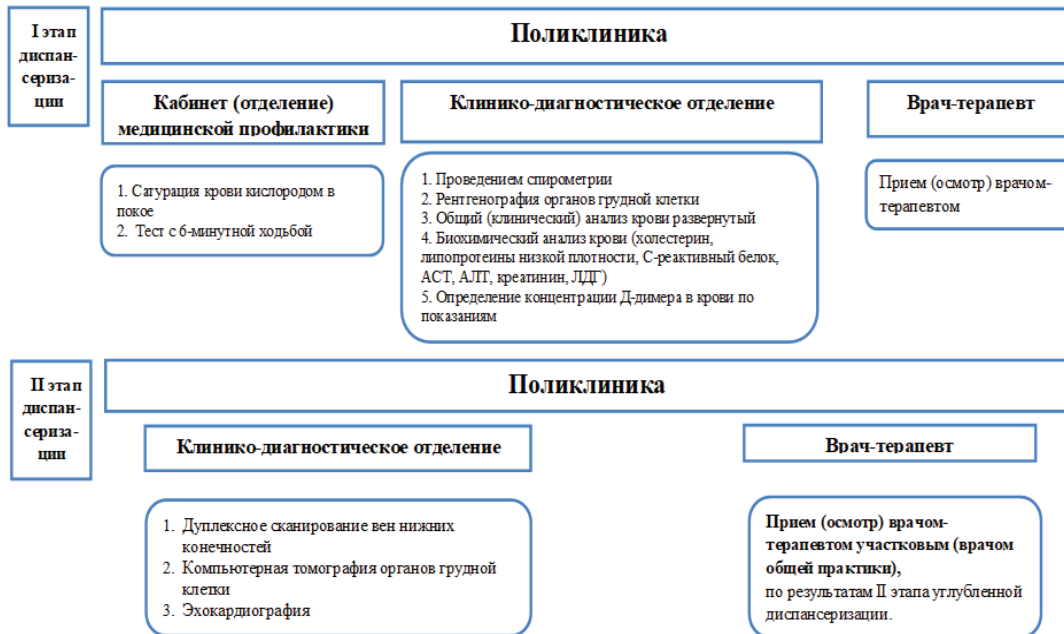 I этап
диспан-
сериза-
ции
Поликлиника
Кабинет (отделение)
медицинской профилактики
Клинико-диагностическое отделение
Врач-терапевт
1. Сатурация крови кислородом в
покое
2. Тест с 6-минутной ходьбой
1. Проведением спирометрии
2. Рентгенография органов грудной клетки
3. Общий (клинический) анализ крови развернутый
4. Биохимический анализ крови (холестерин,
липопротеины низкой плотности, С-реактивный белок,
АСТ, АЛТ, креатинин, ЛДГ)
5. Определение концентрации Д-димера в крови по
показаниям
Прием (осмотр) врачом-
терапевтом
II этап
диспан-
сериза-
ции
Поликлиника
Клинико-диагностическое отделение
Врач-терапевт
1. Дуплексное сканирование вен нижних
конечностей
2. Компьютерная томография органов грудной
клетки
3. Эхокардиография
Прием (осмотр) врачом-
терапевтом участковым (врачом
общей практики),
по результатам II этапа углубленной
диспансеризации.